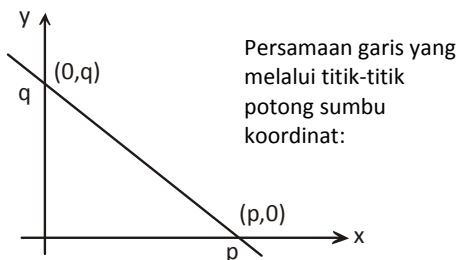 y
(0,q)
q
Persamaan garis yang
melalui titik-titik
potong sumbu
koordinat:
(p,0)
x
p